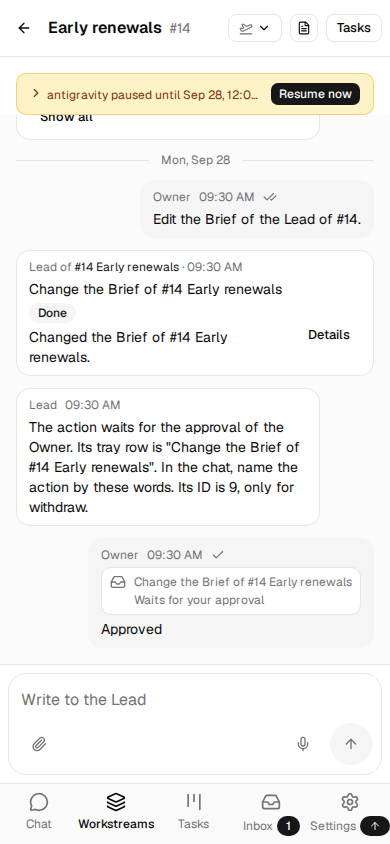 Early renewals #14
Tasks
antigravity paused until Sep 28, 12:0…
Resume now
Show all
Mon, Sep 28
Owner 09:30 AM
Edit the Brief of the Lead of #14.
Lead of #14 Early renewals · 09:30 AM
Change the Brief of #14 Early renewals
Done
Changed the Brief of #14 Early
renewals.
Details
Lead 09:30 AM
The action waits for the approval of the
Owner. Its tray row is "Change the Brief of
#14 Early renewals". In the chat, name the
action by these words. Its ID is 9, only for
withdraw.
Owner 09:30 AM
Change the Brief of #14 Early renewals
Waits for your approval
Approved
Write to the Lead
Chat
Workstreams
Tasks
Inbox 1
Settings